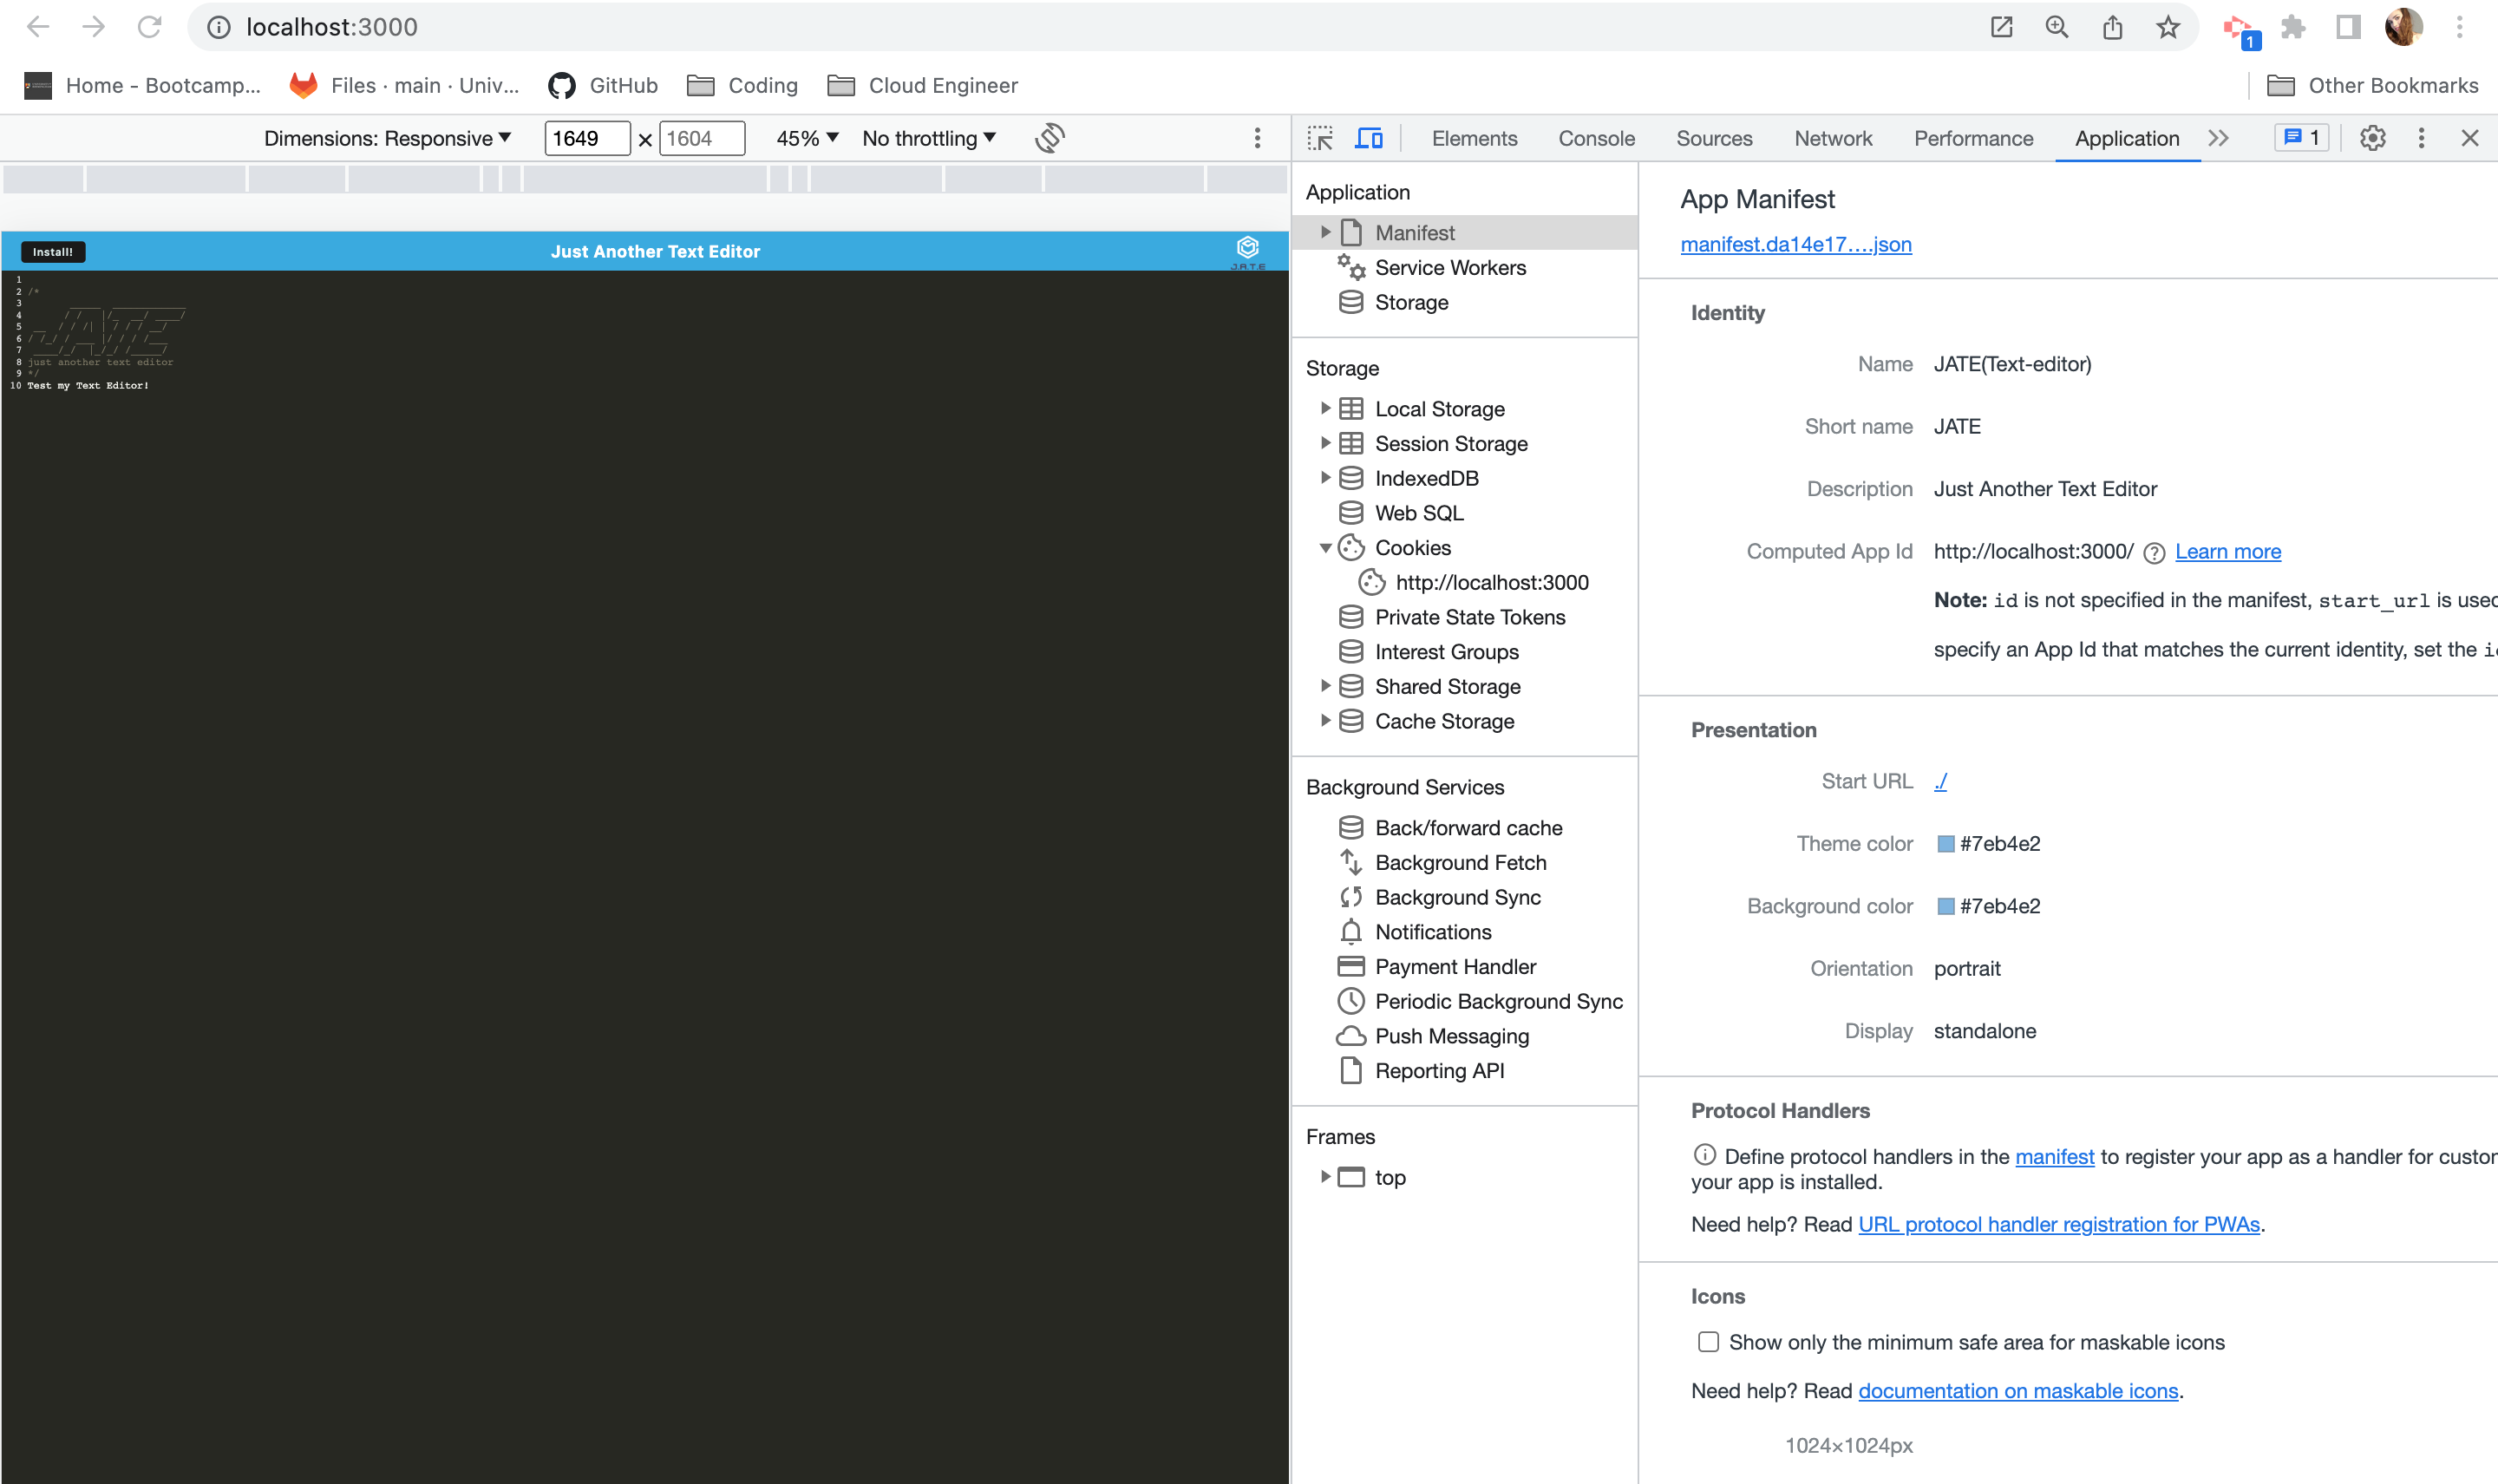 localhost:3000
1
Home - Bootcamp...
Files · main · Univ...
GitHub
Coding
Cloud Engineer
Other Bookmarks
Dimensions: Responsive
1649 × 1604
45%
No throttling
Elements
Console
Sources
Network
Performance
Application
1
Install!
Just Another Text Editor
J.A.T.E
1
2 /*
3
4
5
6
7
8 just another text editor
9 */
10 Test my Text Editor!
Application
Manifest
Service Workers
Storage
Storage
Local Storage
Session Storage
IndexedDB
Web SQL
Cookies
http://localhost:3000
Private State Tokens
Interest Groups
Shared Storage
Cache Storage
Background Services
Back/forward cache
Background Fetch
Background Sync
Notifications
Payment Handler
Periodic Background Sync
Push Messaging
Reporting API
Frames
top
App Manifest
manifest.da14e17….json
Identity
Name JATE(Text-editor)
Short name JATE
Description Just Another Text Editor
Computed App Id http://localhost:3000/ Learn more
Note: id is not specified in the manifest, start_url is used
specify an App Id that matches the current identity, set the
Presentation
Start URL ./
Theme color #7eb4e2
Background color #7eb4e2
Orientation portrait
Display standalone
Protocol Handlers
Define protocol handlers in the manifest to register your app as a handler for
your app is installed.
Need help? Read URL protocol handler registration for PWAs.
Icons
Show only the minimum safe area for maskable icons
Need help? Read documentation on maskable icons.
1024×1024px